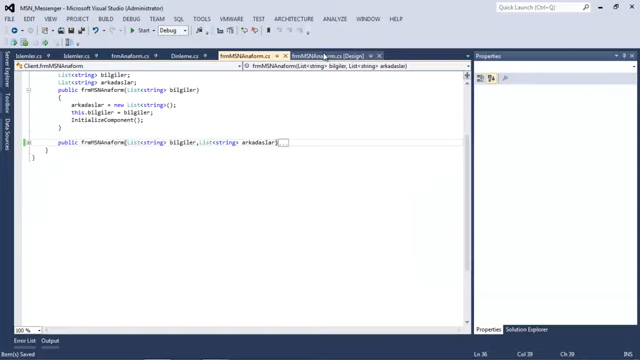 MSN_Messenger - Microsoft Visual Studio (Administrator)
Quick Launch (Ctrl+Q)
FILE EDIT VIEW PROJECT BUILD DEBUG TEAM SQL TOOLS VMWARE TEST ARCHITECTURE ANALYZE WINDOW HELP
Start Debug
Islemler.cs Islemler.cs frmAnaform.cs Dinleme.cs frmMSNAnaform.cs frmMSNAnaform.cs [Design]
Properties
Client.frmMSNAnaform
frmMSNAnaform(List<string> bilgiler, List<string> arkadaslar)
List<string> bilgiler;
List<string> arkadaslar;
public frmMSNAnaform(List<string> bilgiler)
{
arkadaslar = new List<string>();
this.bilgiler = bilgiler;
InitializeComponent();
}
public frmMSNAnaform(List<string> bilgiler,List<string> arkadaslar)...
}
}
Server Explorer
Toolbox
Data Sources
100 %
Error List Output
Properties Solution Explorer
Item(s) Saved
Ln 36 Col 39 Ch 39 INS